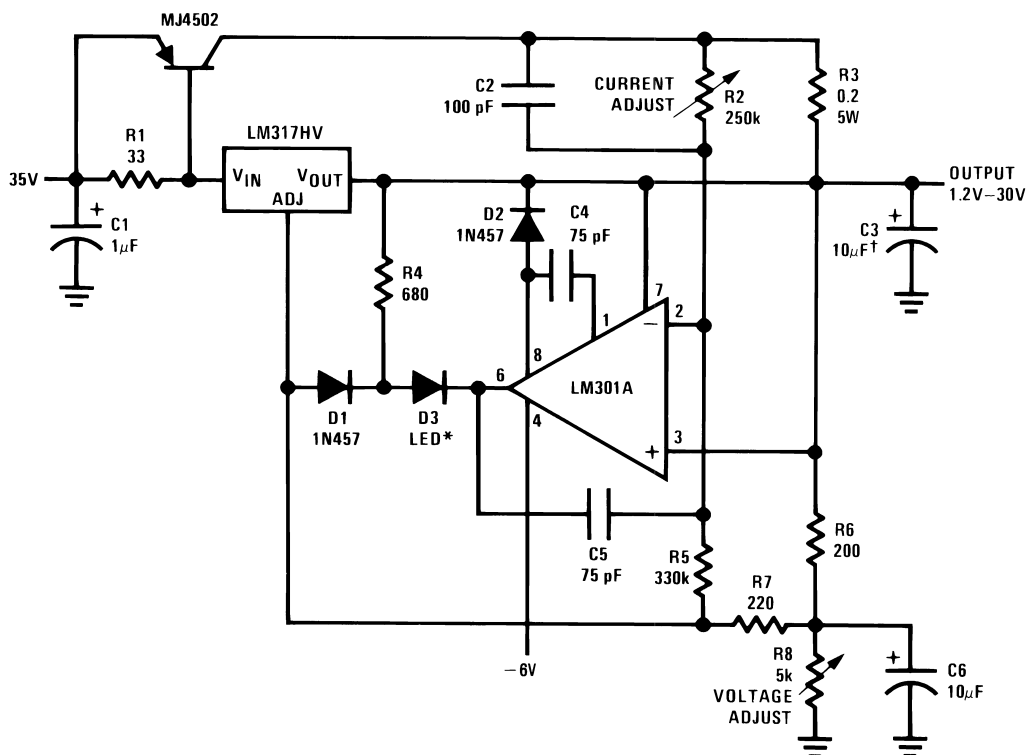 MJ4502
C2
100 pF
CURRENT
ADJUST
R2
250k
R3
0.2
5W
R1
33
LM317HV
35V
VIN
VOUT
ADJ
OUTPUT
1.2V–30V
+
C1
1μF
D2
1N457
C4
75 pF
+
C3
10μF†
R4
680
7
1
2
−
8
6
LM301A
D1
1N457
D3
LED*
4
+
3
C5
75 pF
R5
330k
R6
200
R7
220
−6V
R8
5k
VOLTAGE
ADJUST
+
C6
10μF